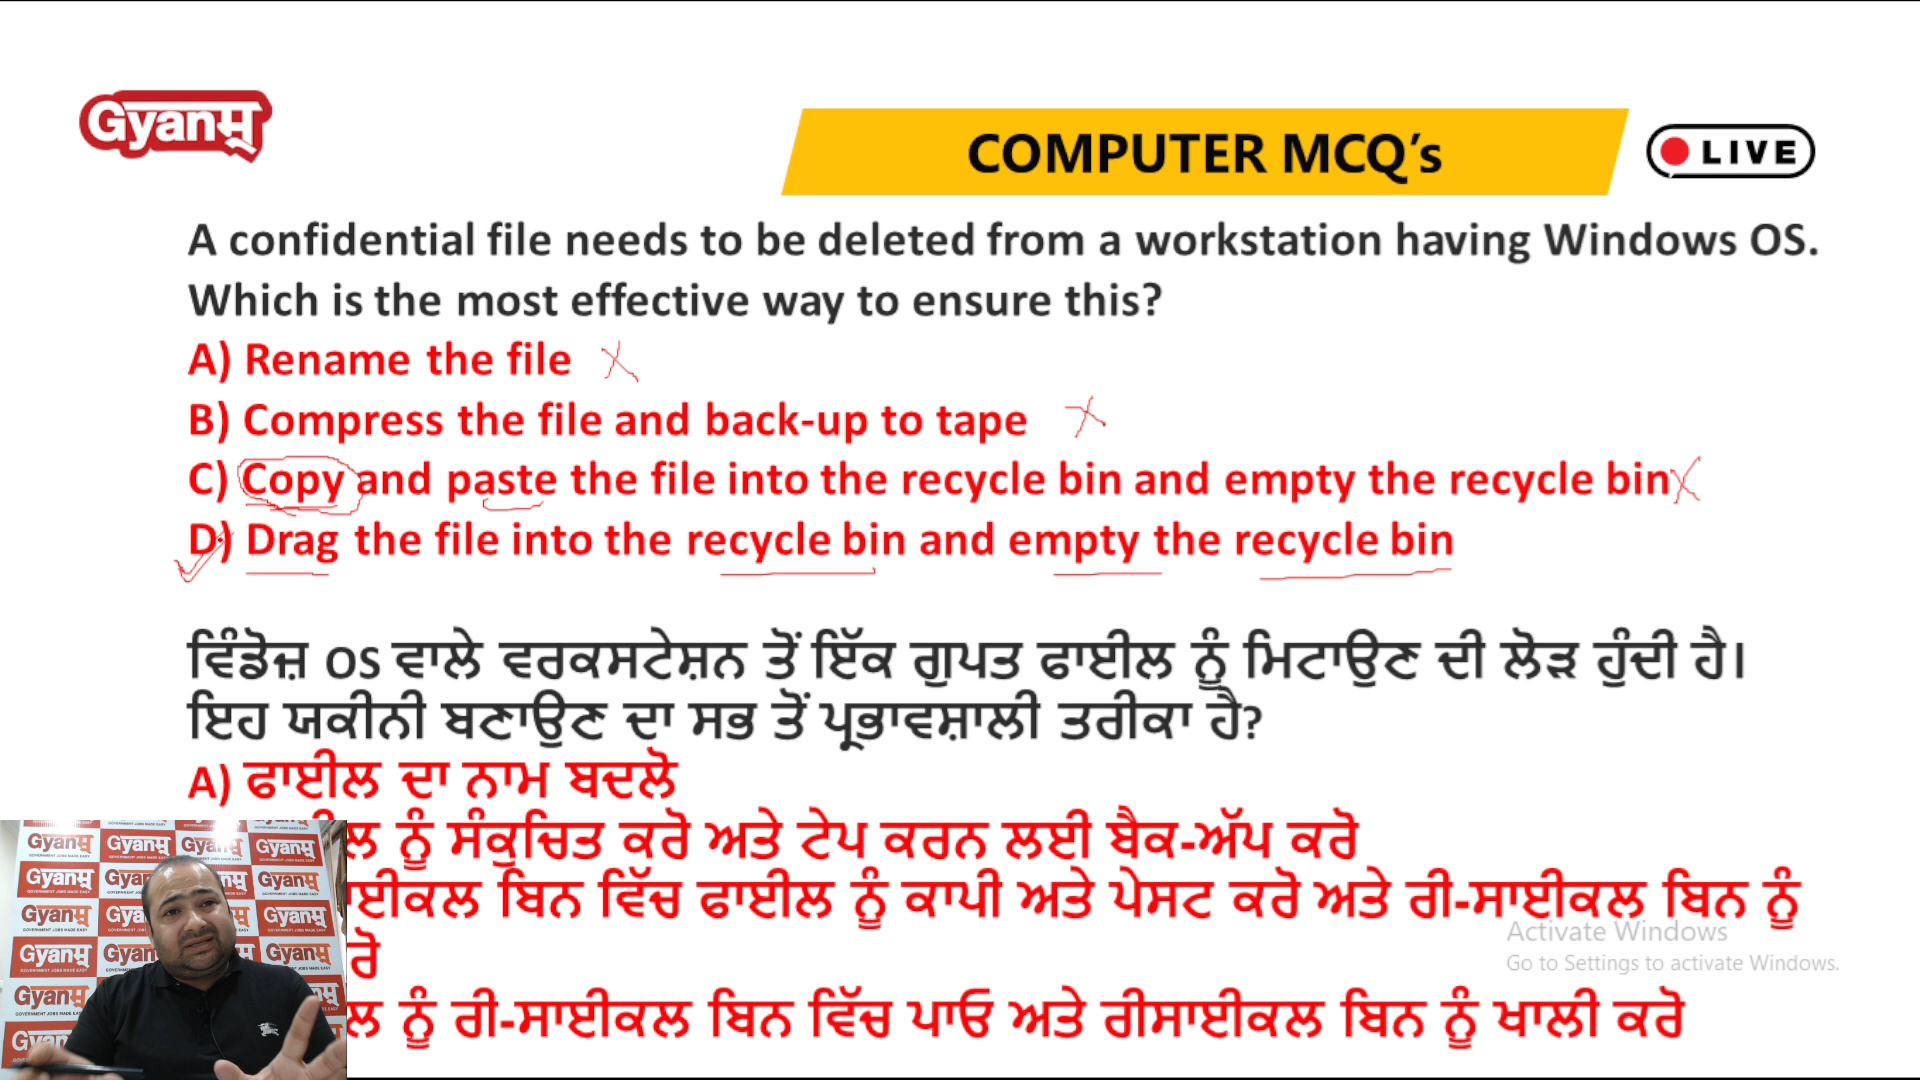 Gyanਸੂ
COMPUTER MCQ's
LIVE
A confidential file needs to be deleted from a workstation having Windows OS.
Which is the most effective way to ensure this?
A) Rename the file
B) Compress the file and back-up to tape
C) Copy and paste the file into the recycle bin and empty the recycle bin
D) Drag the file into the recycle bin and empty the recycle bin
ਵਿੰਡੋਜ਼ OS ਵਾਲੇ ਵਰਕਸਟੇਸ਼ਨ ਤੋਂ ਇੱਕ ਗੁਪਤ ਫਾਈਲ ਨੂੰ ਮਿਟਾਉਣ ਦੀ ਲੋੜ ਹੁੰਦੀ ਹੈ।
ਇਹ ਯਕੀਨੀ ਬਣਾਉਣ ਦਾ ਸਭ ਤੋਂ ਪ੍ਰਭਾਵਸ਼ਾਲੀ ਤਰੀਕਾ ਹੈ?
A) ਫਾਈਲ ਦਾ ਨਾਮ ਬਦਲੋ
ਨੂੰ ਸੰਕੁਚਿਤ ਕਰੋ ਅਤੇ ਟੇਪ ਕਰਨ ਲਈ ਬੈਕ-ਅੱਪ ਕਰੋ
ਬਿਨ ਵਿੱਚ ਫਾਈਲ ਨੂੰ ਕਾਪੀ ਅਤੇ ਪੇਸਟ ਕਰੋ ਅਤੇ ਰੀ-ਸਾਈਕਲ ਬਿਨ ਨੂੰ
ਨੂੰ ਰੀ-ਸਾਈਕਲ ਬਿਨ ਵਿੱਚ ਪਾਓ ਅਤੇ ਰੀਸਾਈਕਲ ਬਿਨ ਨੂੰ ਖਾਲੀ ਕਰੋ
Activate Windows
Go to Settings to activate Windows.